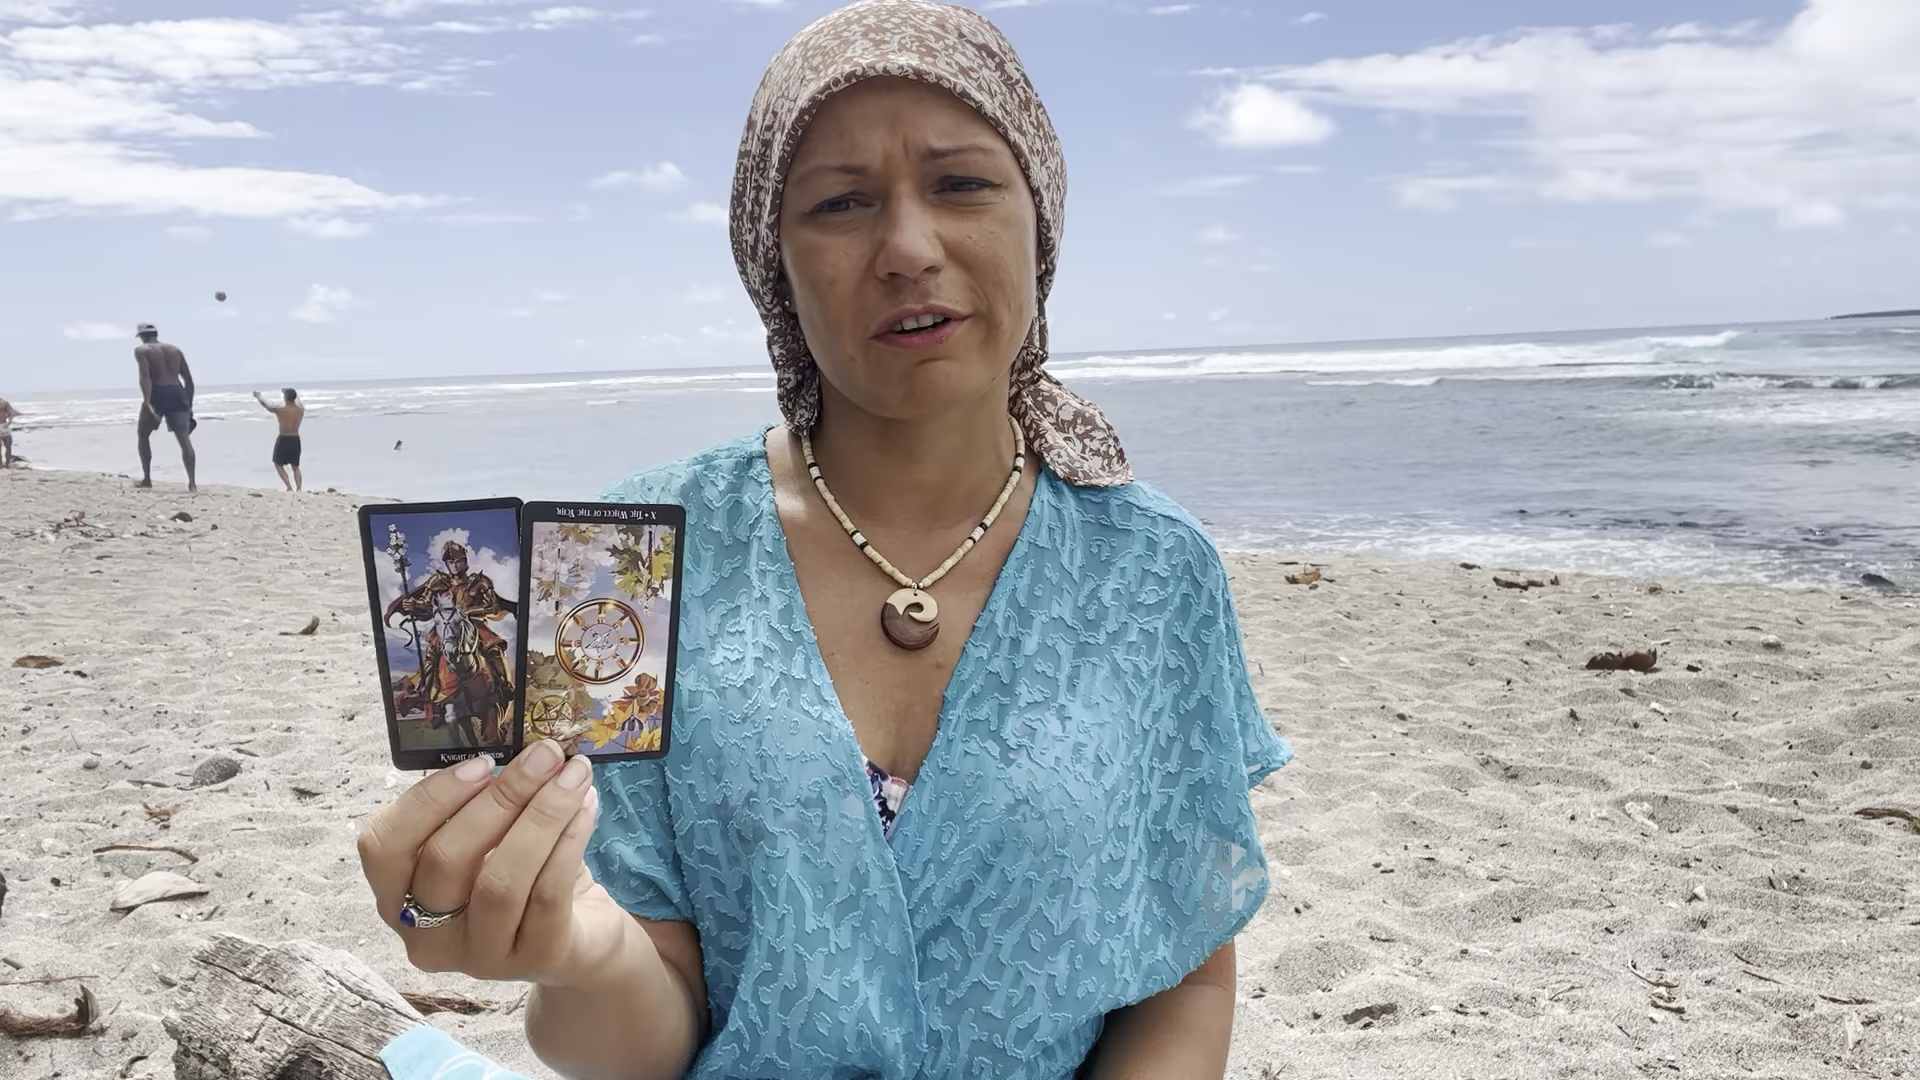 X • THE WHEEL OF THE YEAR
KNIGHT OF WANDS